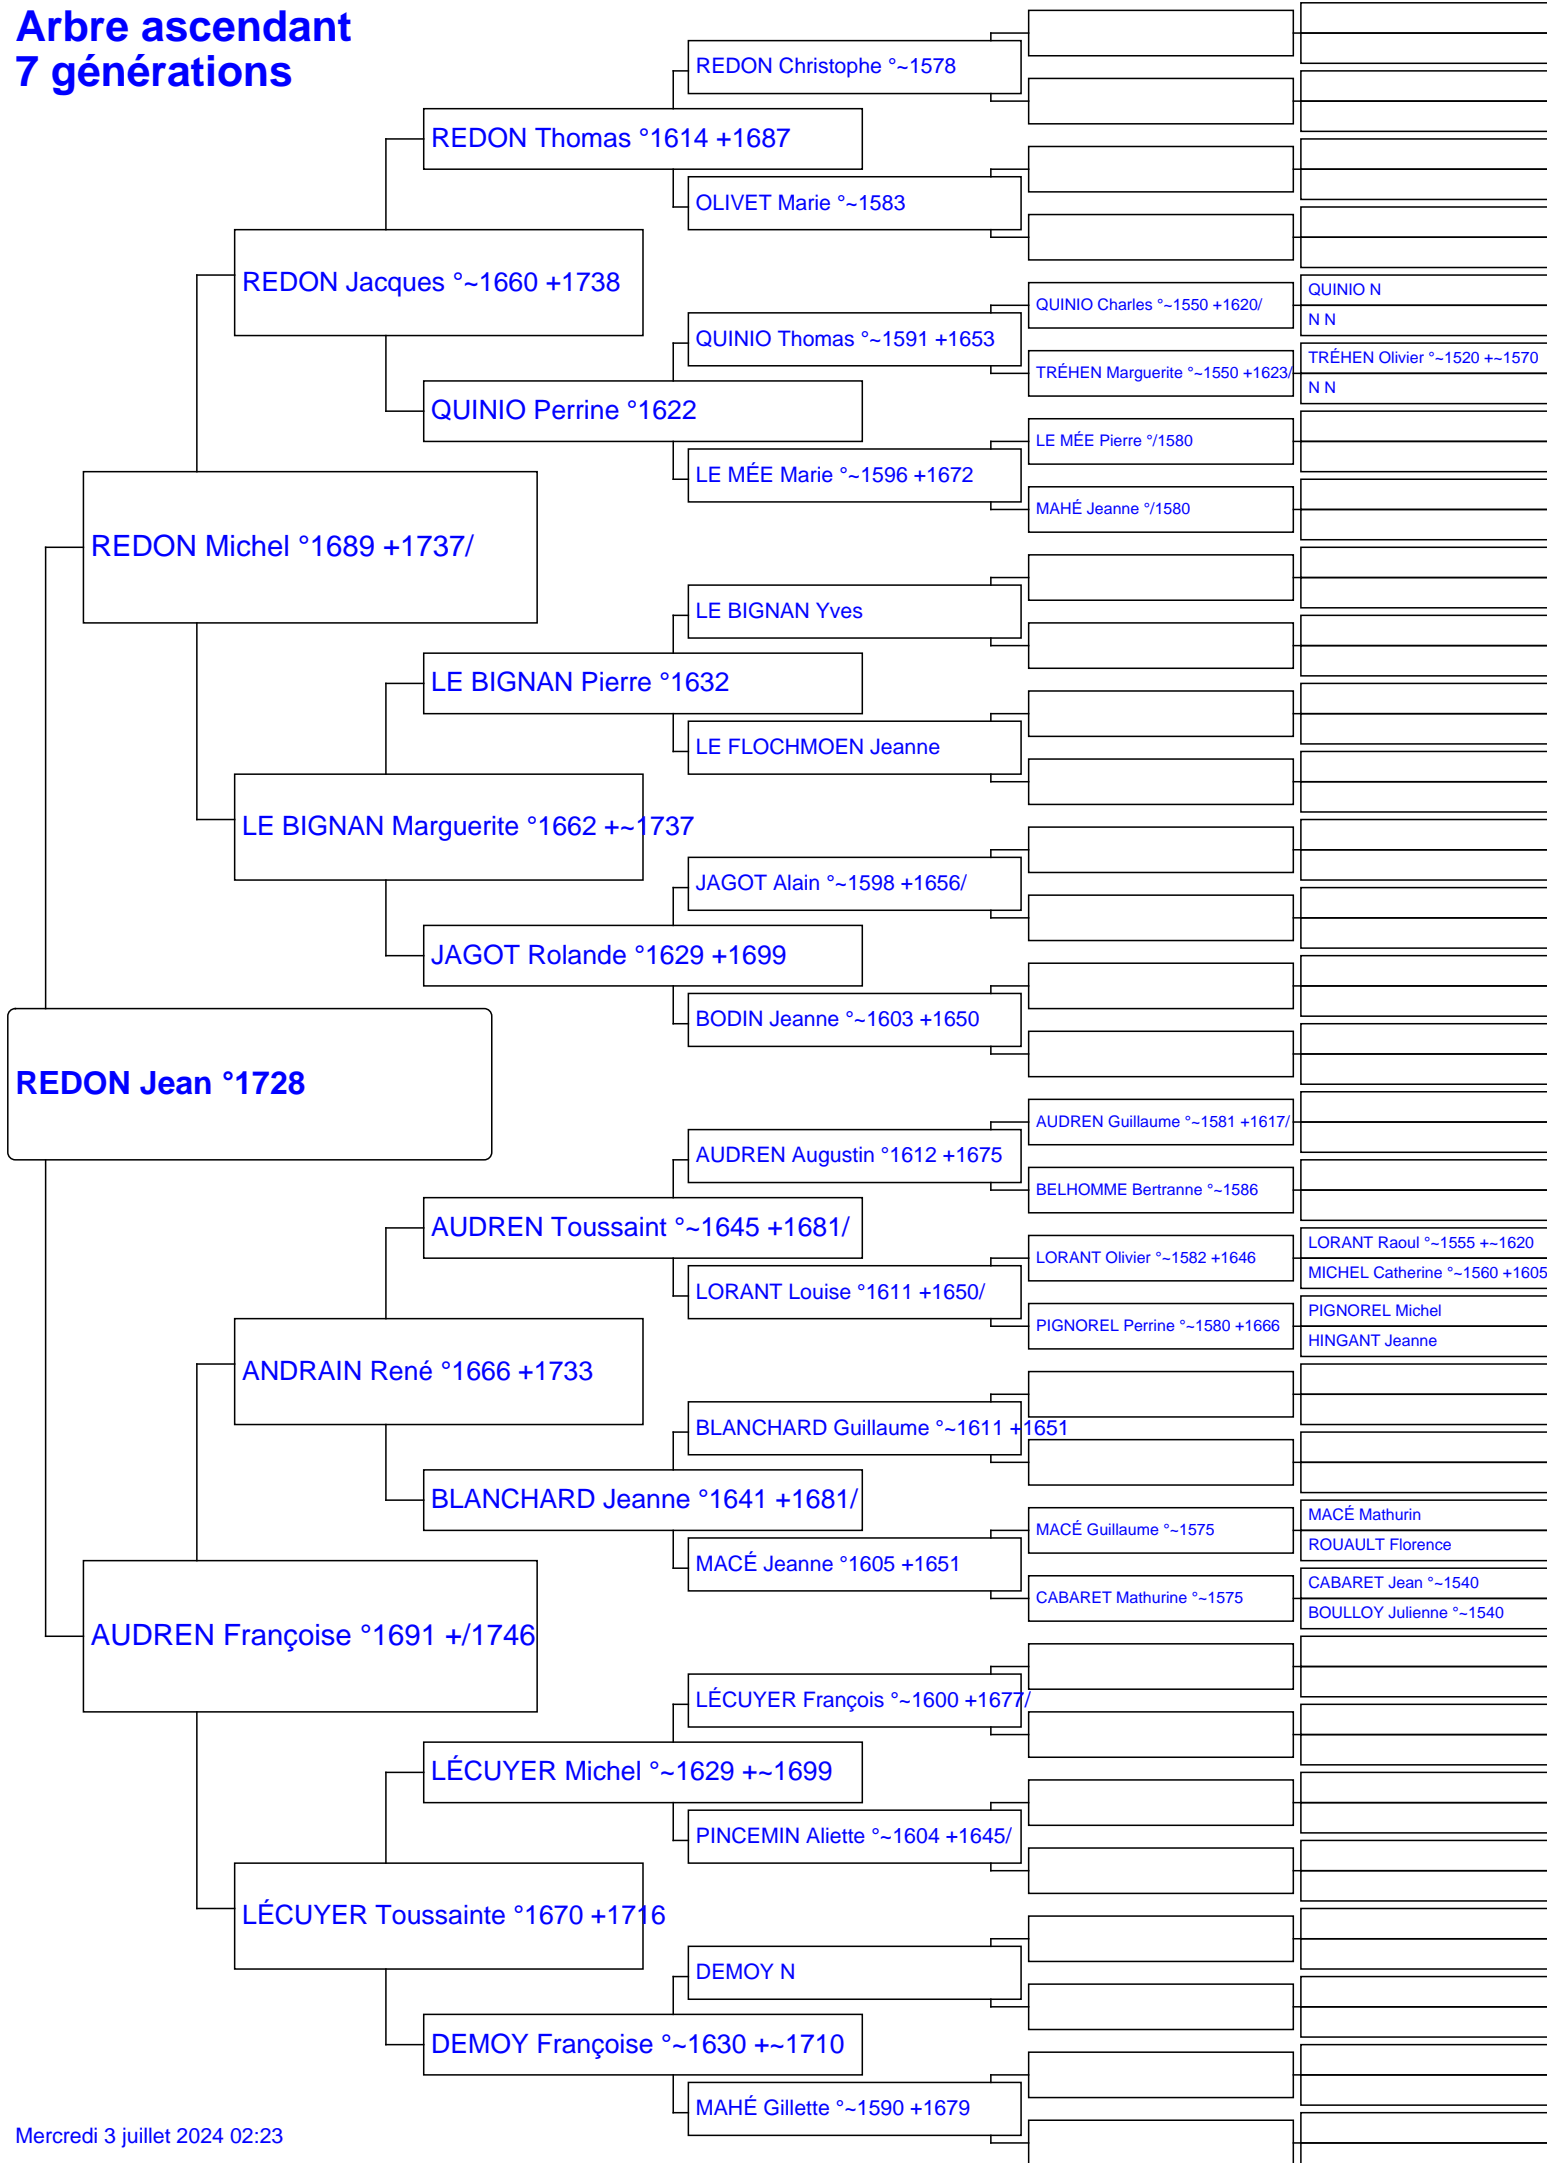 Arbre ascendant
7 générations
REDON Christophe °~1578
REDON Thomas °1614 +1687
OLIVET Marie °~1583
REDON Jacques °~1660 +1738
QUINIO Charles °~1550 +1620/
QUINIO N
N N
QUINIO Thomas °~1591 +1653
TRÉHEN Marguerite °~1550 +1623/
TRÉHEN Olivier °~1520 +~1570
N N
QUINIO Perrine °1622
LE MÉE Pierre °/1580
LE MÉE Marie °~1596 +1672
MAHÉ Jeanne °/1580
REDON Michel °1689 +1737/
LE BIGNAN Yves
LE BIGNAN Pierre °1632
LE FLOCHMOEN Jeanne
LE BIGNAN Marguerite °1662 +~1737
JAGOT Alain °~1598 +1656/
JAGOT Rolande °1629 +1699
BODIN Jeanne °~1603 +1650
REDON Jean °1728
AUDREN Guillaume °~1581 +1617/
AUDREN Augustin °1612 +1675
BELHOMME Bertranne °~1586
AUDREN Toussaint °~1645 +1681/
LORANT Olivier °~1582 +1646
LORANT Raoul °~1555 +~1620
MICHEL Catherine °~1560 +1605
LORANT Louise °1611 +1650/
PIGNOREL Perrine °~1580 +1666
PIGNOREL Michel
HINGANT Jeanne
ANDRAIN René °1666 +1733
BLANCHARD Guillaume °~1611 +1651
BLANCHARD Jeanne °1641 +1681/
MACÉ Guillaume °~1575
MACÉ Mathurin
ROUAULT Florence
MACÉ Jeanne °1605 +1651
CABARET Mathurine °~1575
CABARET Jean °~1540
BOULLOY Julienne °~1540
AUDREN Françoise °1691 +/1746
LÉCUYER François °~1600 +1677/
LÉCUYER Michel °~1629 +~1699
PINCEMIN Aliette °~1604 +1645/
LÉCUYER Toussainte °1670 +1716
DEMOY N
DEMOY Françoise °~1630 +~1710
MAHÉ Gillette °~1590 +1679
Mercredi 3 juillet 2024 02:23